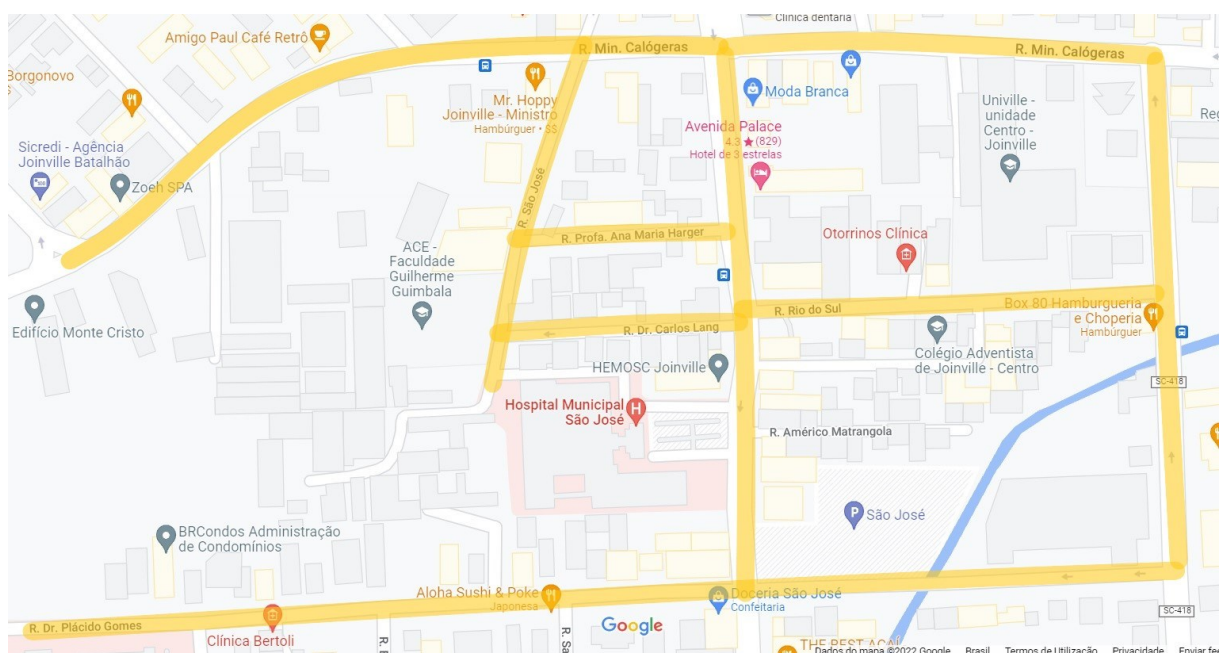 Clínica dentária
Amigo Paul Café Retrô
R. Min. Calógeras
R. Min. Calógeras
Borgonovo
Mr. Hoppy
Joinville - Ministro
Hambúrguer • $$
Moda Branca
Univille -
unidade
Centro -
Joinville
Avenida Palace
4.3 ★ (829)
Hotel de 3 estrelas
Sicredi - Agência
Joinville Batalhão
Zoeh SPA
R. São José
R. Profa. Ana Maria Harger
Otorrinos Clínica
ACE -
Faculdade
Guilherme
Guimbala
Edifício Monte Cristo
R. Rio do Sul
Box 80 Hamburgueria
e Choperia
Hambúrguer
R. Dr. Carlos Lang
Colégio Adventista
de Joinville - Centro
HEMOSC Joinville
SC-418
Hospital Municipal
São José
H
R. Américo Matrangola
P
São José
BRCondos Administração
de Condomínios
Aloha Sushi & Poke
Japonesa
Doceria São José
Confeitaria
SC-418
R. Dr. Plácido Gomes
Clínica Bertoli
Google
THE BEST AÇAÍ
Dados do mapa ©2022 Google Brasil Termos de Utilização Privacidade